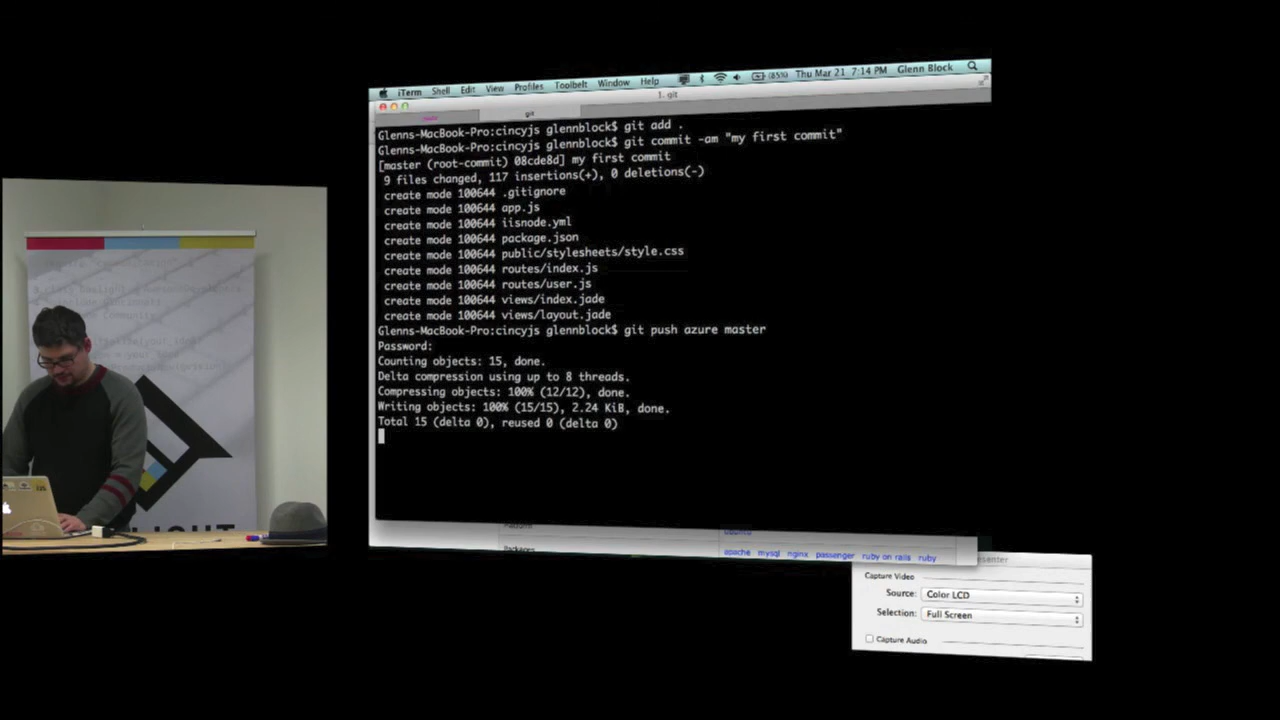 iTerm Shell Edit View Profiles Toolbelt Window Help (85%) Thu Mar 21 7:14 PM Glenn Block
1. git
git
Glenns-MacBook-Pro:cincyjs glennblock$ git add .
Glenns-MacBook-Pro:cincyjs glennblock$ git commit -am "my first commit"
[master (root-commit) 08cde8d] my first commit
9 files changed, 117 insertions(+), 0 deletions(-)
create mode 100644 .gitignore
create mode 100644 app.js
create mode 100644 iisnode.yml
create mode 100644 package.json
create mode 100644 public/stylesheets/style.css
create mode 100644 routes/index.js
create mode 100644 routes/user.js
create mode 100644 views/index.jade
create mode 100644 views/layout.jade
Glenns-MacBook-Pro:cincyjs glennblock$ git push azure master
Password:
Counting objects: 15, done.
Delta compression using up to 8 threads.
Compressing objects: 100% (12/12), done.
Writing objects: 100% (15/15), 2.24 KiB, done.
Total 15 (delta 0), reused 0 (delta 0)
Packages
apache mysql nginx passenger ruby on rails ruby
Capture Video
Source: Color LCD
Selection: Full Screen
Capture Audio